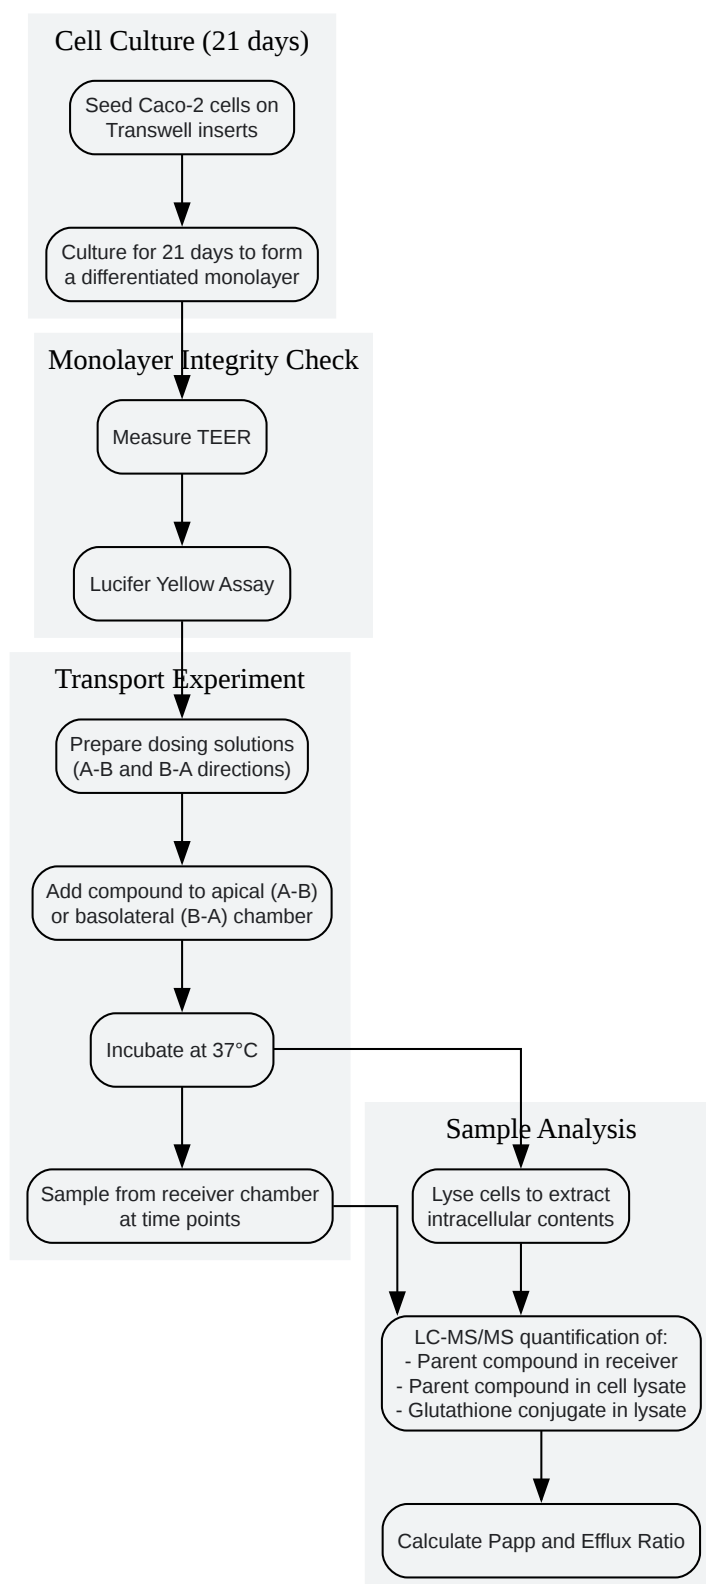 Cell Culture (21 days)
Seed Caco-2 cells on
Transwell inserts
Culture for 21 days to form
a differentiated monolayer
Monolayer Integrity Check
Measure TEER
Lucifer Yellow Assay
Transport Experiment
Prepare dosing solutions
(A-B and B-A directions)
Add compound to apical (A-B)
or basolateral (B-A) chamber
Incubate at 37°C
Sample from receiver chamber
at time points
Sample Analysis
Lyse cells to extract
intracellular contents
LC-MS/MS quantification of:
- Parent compound in receiver
- Parent compound in cell lysate
- Glutathione conjugate in lysate
Calculate Papp and Efflux Ratio